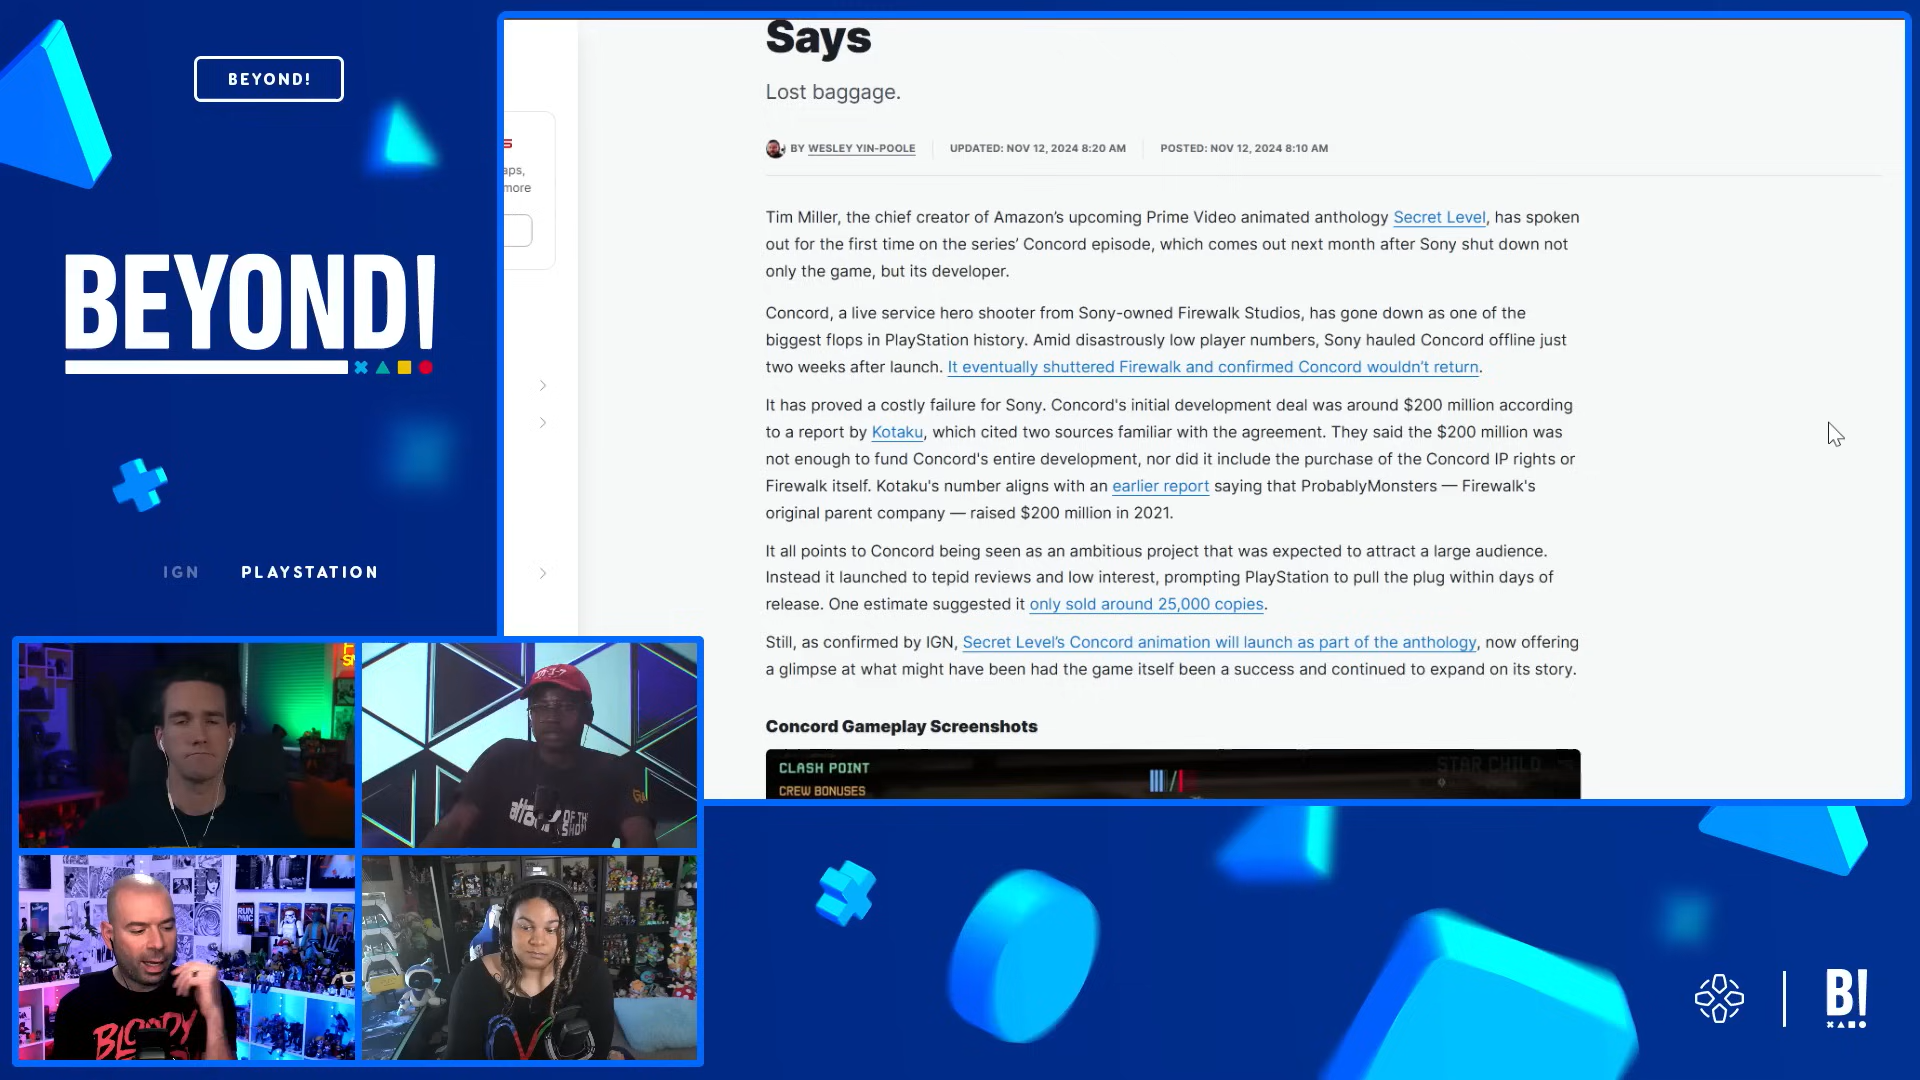 BEYOND!
BEYOND!
IGN PLAYSTATION
Says
Lost baggage.
BY WESLEY YIN-POOLE UPDATED: NOV 12, 2024 8:20 AM POSTED: NOV 12, 2024 8:10 AM
aps,
more
Tim Miller, the chief creator of Amazon’s upcoming Prime Video animated anthology Secret Level, has spoken
out for the first time on the series’ Concord episode, which comes out next month after Sony shut down not
only the game, but its developer.
Concord, a live service hero shooter from Sony-owned Firewalk Studios, has gone down as one of the
biggest flops in PlayStation history. Amid disastrously low player numbers, Sony hauled Concord offline just
two weeks after launch. It eventually shuttered Firewalk and confirmed Concord wouldn’t return.
It has proved a costly failure for Sony. Concord's initial development deal was around $200 million according
to a report by Kotaku, which cited two sources familiar with the agreement. They said the $200 million was
not enough to fund Concord's entire development, nor did it include the purchase of the Concord IP rights or
Firewalk itself. Kotaku's number aligns with an earlier report saying that ProbablyMonsters — Firewalk's
original parent company — raised $200 million in 2021.
It all points to Concord being seen as an ambitious project that was expected to attract a large audience.
Instead it launched to tepid reviews and low interest, prompting PlayStation to pull the plug within days of
release. One estimate suggested it only sold around 25,000 copies.
Still, as confirmed by IGN, Secret Level’s Concord animation will launch as part of the anthology, now offering
a glimpse at what might have been had the game itself been a success and continued to expand on its story.
Concord Gameplay Screenshots
CLASH POINT
CREW BONUSES
STAR CHILD
OF THE
RUN
DMC
BLOODY
B!